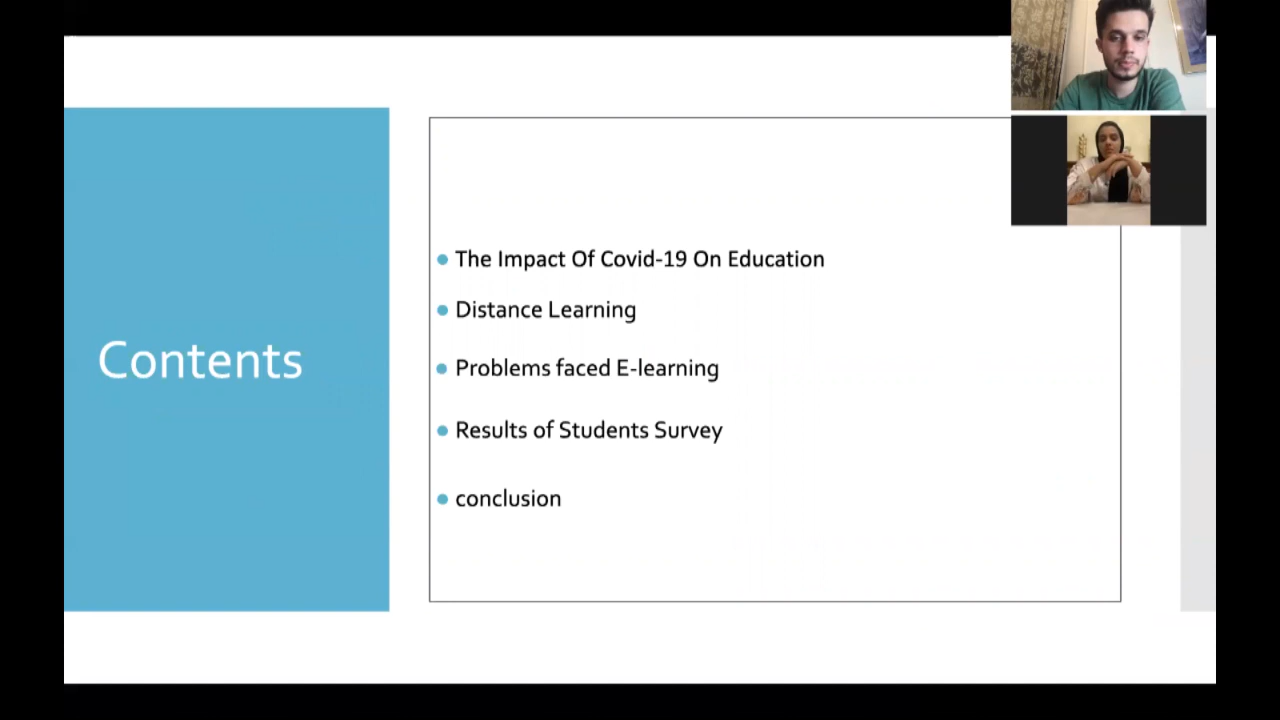 Contents
The Impact Of Covid-19 On Education
Distance Learning
Problems faced E-learning
Results of Students Survey
conclusion